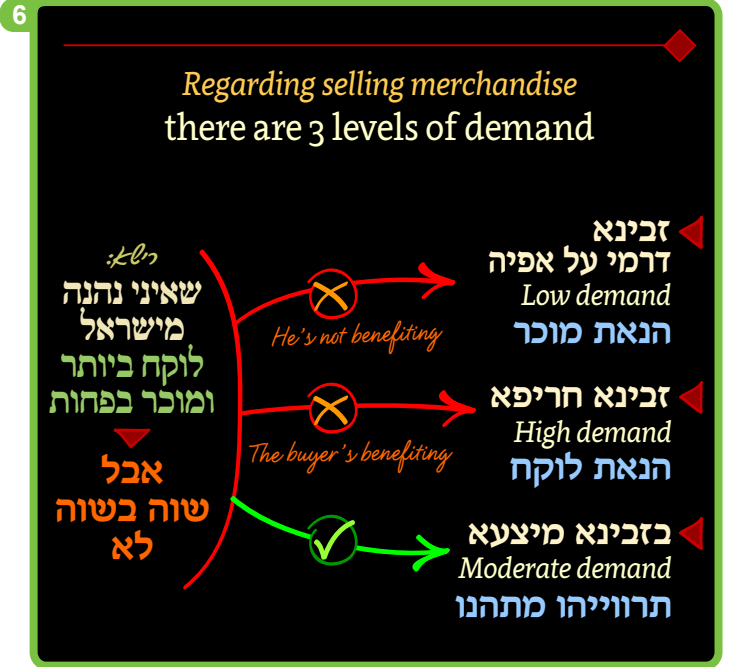 6
Regarding selling merchandise
there are 3 levels of demand
רישא:
שאיני נהנה
מישראל
לוקח ביותר
ומוכר בפחות
אבל
שוה בשוה
לא
He's not benefiting
The buyer's benefiting
זבינא
דרמי על אפיה
Low demand
הנאת מוכר
זבינא חריפא
High demand
הנאת לוקח
בזבינא מיצעא
Moderate demand
תרווייהו מתהנו